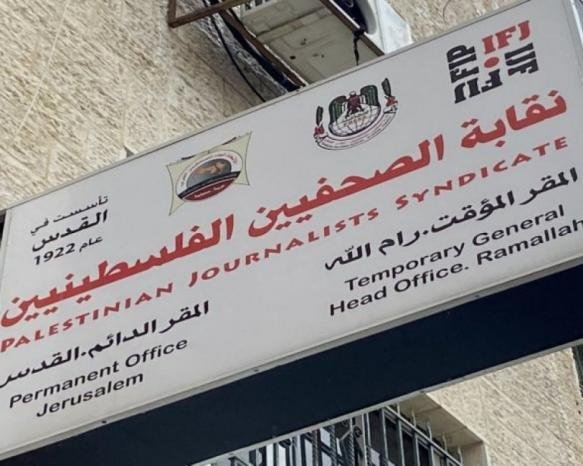 FIP IFJ
نقابة الصحفيين الفلسطينيين
PALESTINIAN JOURNALISTS SYNDICATE
تأسست في
القدس
عام 1922
المقر المؤقت.رام الله
Temporary General
Head Office. Ramallah
المقر الدائم.القدس
Permanent Office
Jerusalem